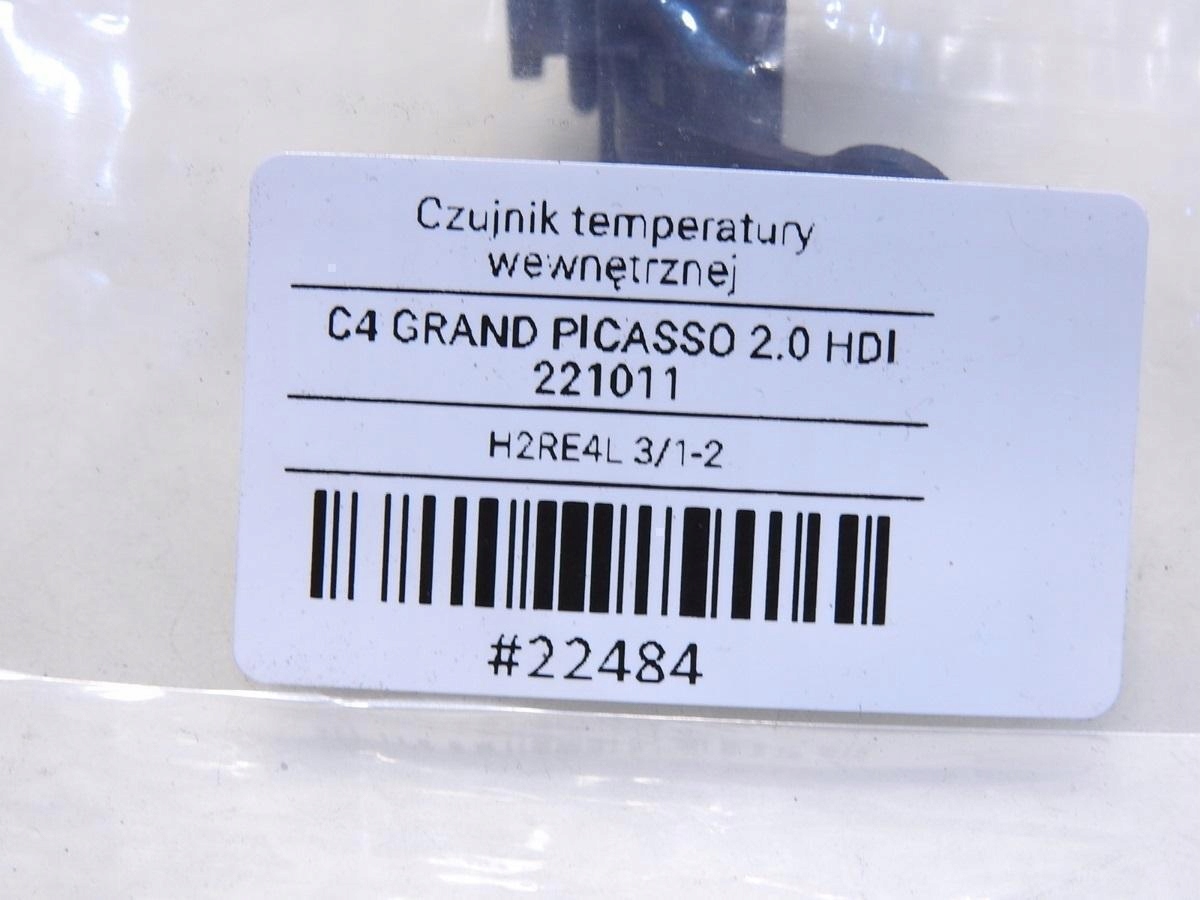 Czujnik temperatury
wewnętrznej
C4 GRAND PICASSO 2.0 HDI
221011
H2RE4L 3/1-2
#22484